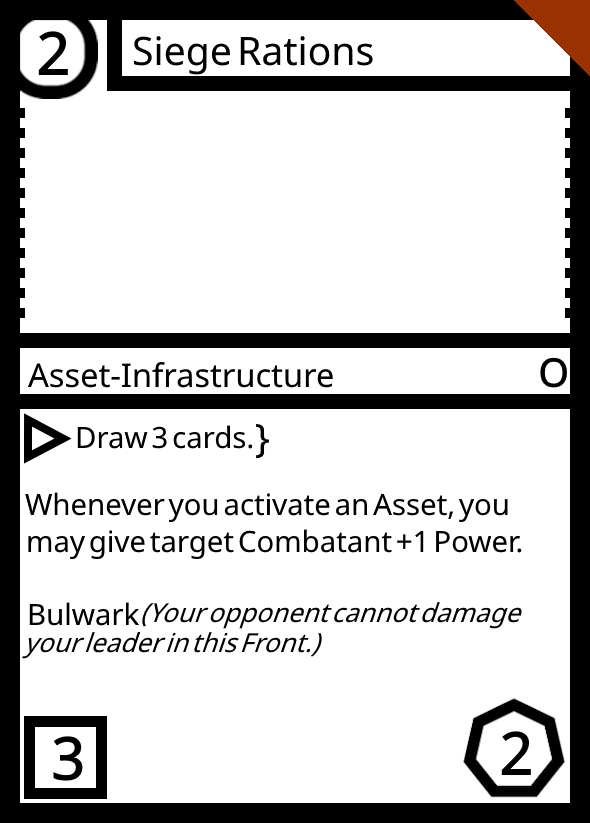 2
Siege Rations
Asset-Infrastructure
O
Draw 3 cards.}
Whenever you activate an Asset, you
may give target Combatant +1 Power.
Bulwark (Your opponent cannot damage
your leader in this Front.)
3
2